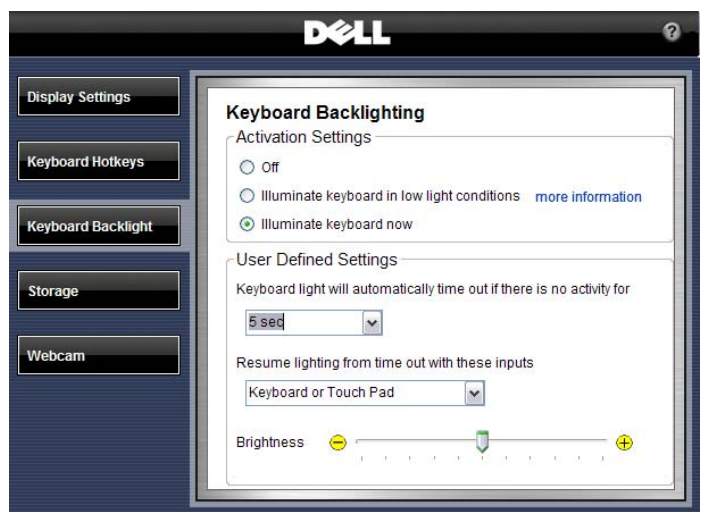 DELL
?
Display Settings
Keyboard Hotkeys
Keyboard Backlight
Storage
Webcam
Keyboard Backlighting
Activation Settings
Off
Illuminate keyboard in low light conditions more information
Illuminate keyboard now
User Defined Settings
Keyboard light will automatically time out if there is no activity for
5 sec
Resume lighting from time out with these inputs
Keyboard or Touch Pad
Brightness